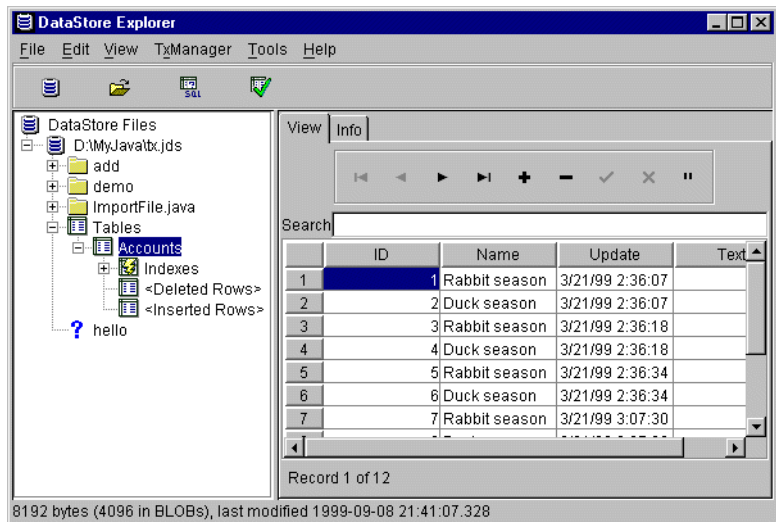 DataStore Explorer
File Edit View TxManager Tools Help
SQL
DataStore Files
D:\MyJava\tx.jds
add
demo
ImportFile.java
Tables
Accounts
Indexes
<Deleted Rows>
<Inserted Rows>
? hello
View Info
Search
ID Name Update Text
1 1 Rabbit season 3/21/99 2:36:07
2 2 Duck season 3/21/99 2:36:07
3 3 Rabbit season 3/21/99 2:36:18
4 4 Duck season 3/21/99 2:36:18
5 5 Rabbit season 3/21/99 2:36:34
6 6 Duck season 3/21/99 2:36:34
7 7 Rabbit season 3/21/99 3:07:30
Record 1 of 12
8192 bytes (4096 in BLOBs), last modified 1999-09-08 21:41:07.328